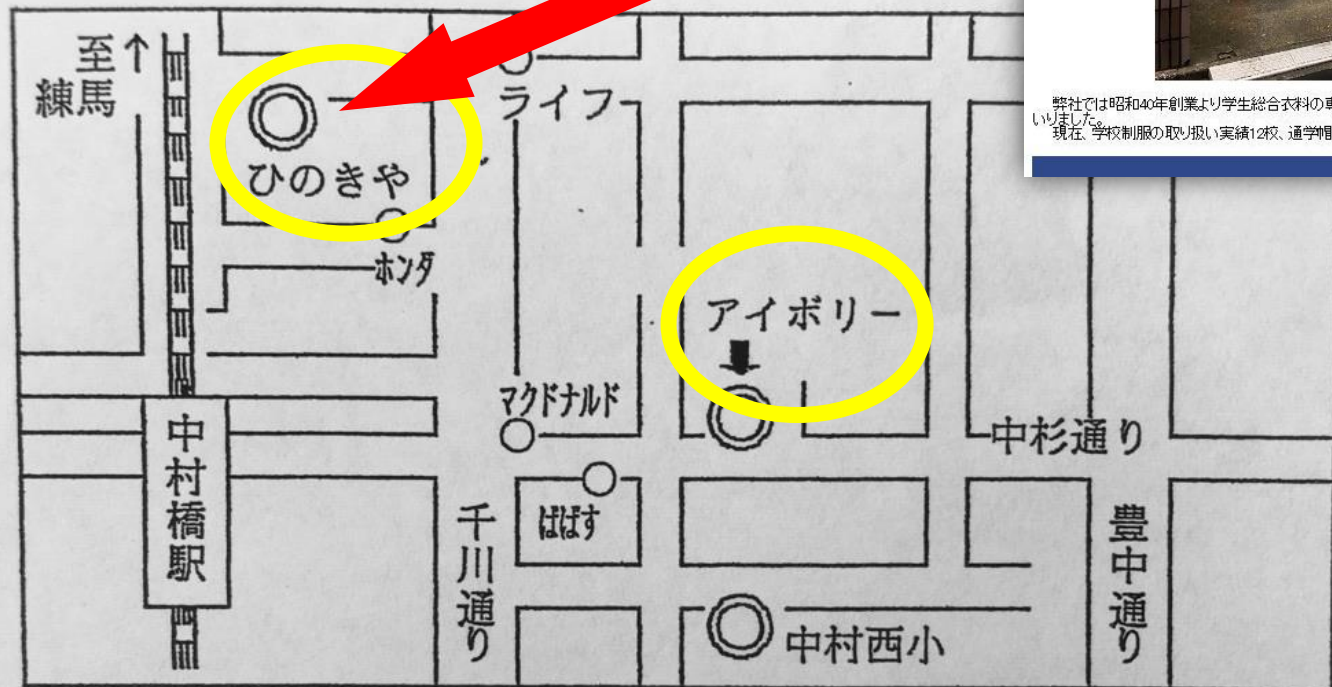 弊社では昭和40年創業より学生総合衣料の専
いりました。
現在、学校制服の取り扱い実績12校、通学帽
至↑
練馬
ライフ
ひのきや
ホンダ
アイボリー
マクドナルド
中村橋駅
中杉通り
千川通り
ばばす
豊中通り
中村西小